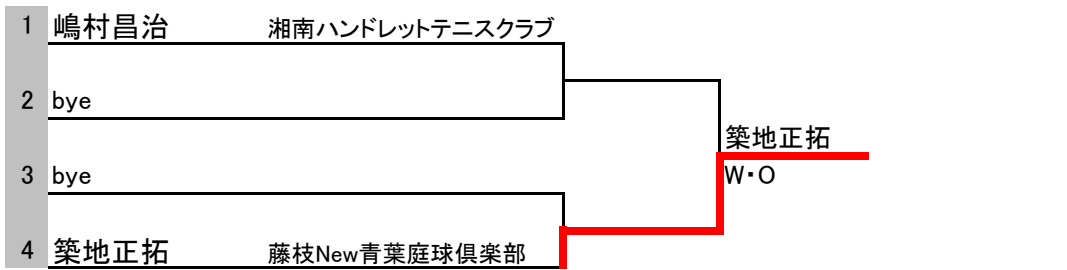 1 嶋村昌治 湘南ハンドレットテニスクラブ
2 bye
築地正拓
3 bye W・O
4 築地正拓 藤枝New青葉庭球倶楽部